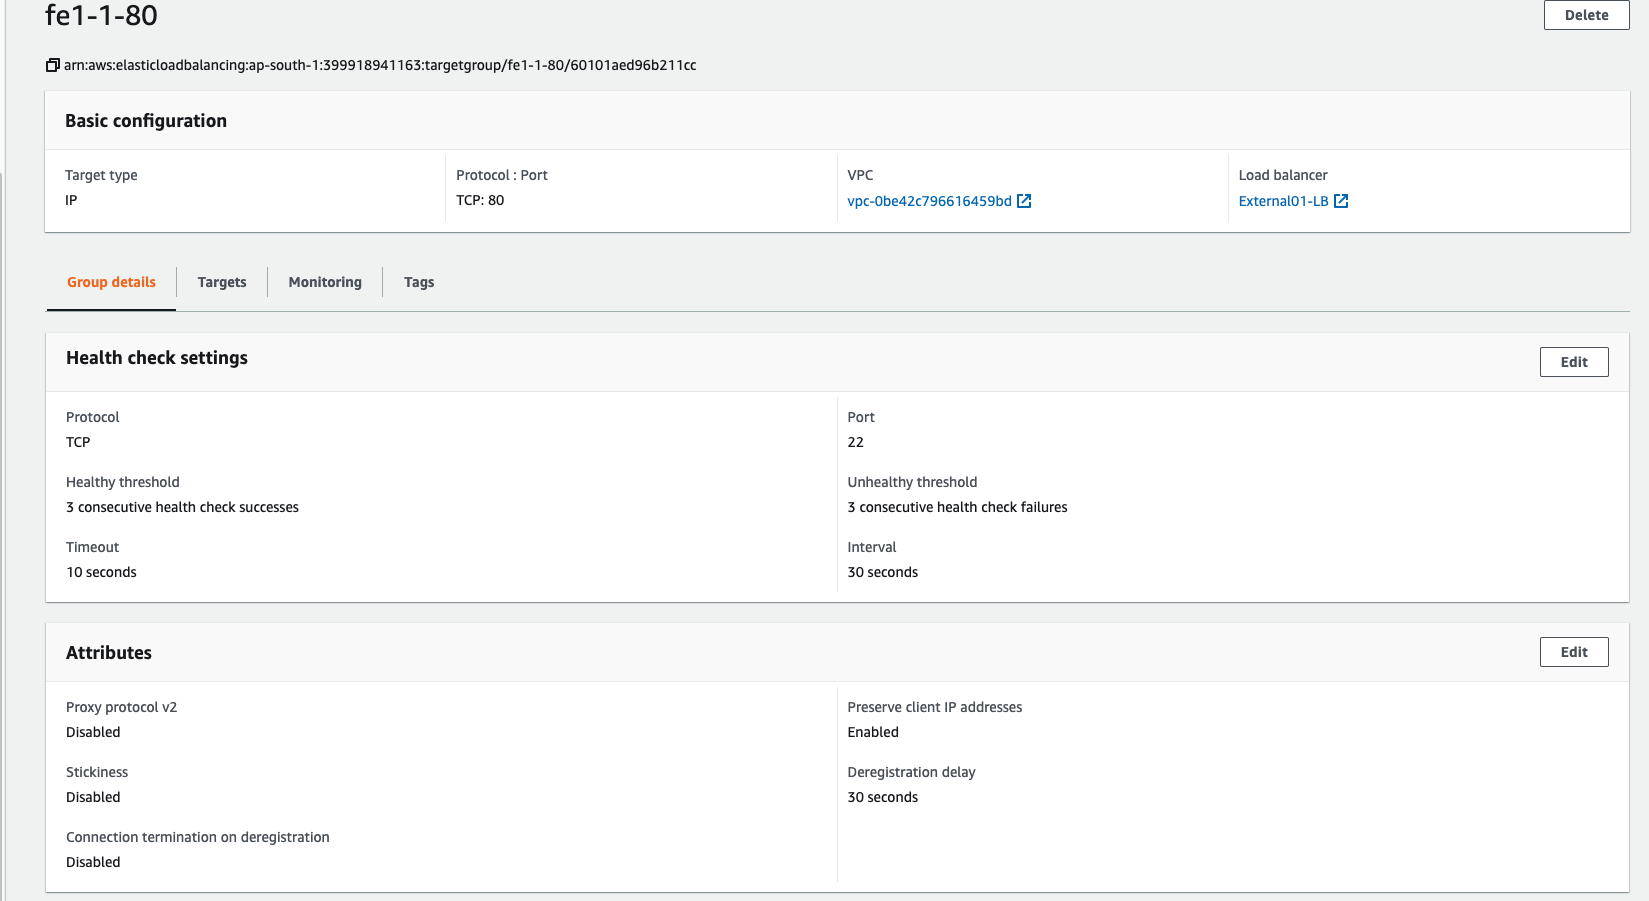 fe1-1-80
Delete
arn:aws:elasticloadbalancing:ap-south-1:399918941163:targetgroup/fe1-1-80/60101aed96b211cc
Basic configuration
Target type
IP
Protocol : Port
TCP: 80
VPC
vpc-0be42c796616459bd
Load balancer
External01-LB
Group details
Targets
Monitoring
Tags
Health check settings
Edit
Protocol
TCP
Port
22
Healthy threshold
3 consecutive health check successes
Unhealthy threshold
3 consecutive health check failures
Timeout
10 seconds
Interval
30 seconds
Attributes
Edit
Proxy protocol v2
Disabled
Preserve client IP addresses
Enabled
Stickiness
Disabled
Deregistration delay
30 seconds
Connection termination on deregistration
Disabled